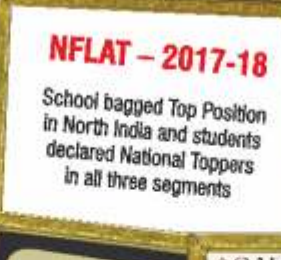 NFLAT – 2017-18
School bagged Top Position
in North India and students
declared National Toppers
in all three segments